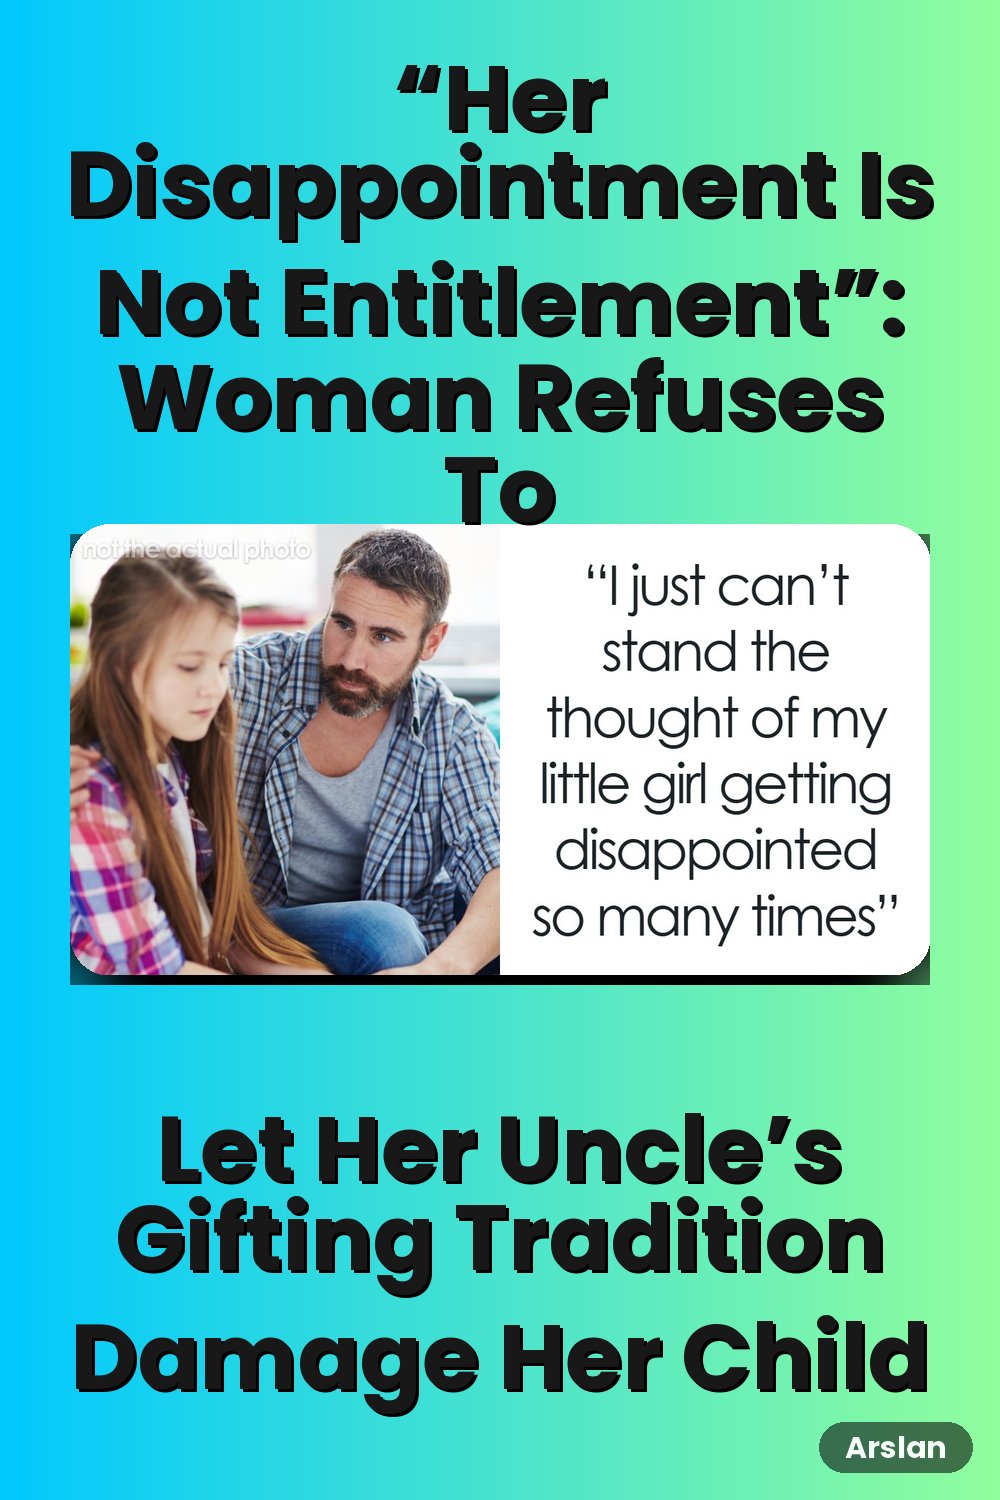 “Her
Disappointment Is
Not Entitlement”:
Woman Refuses
To
not the actual photo
“I just can’t
stand the
thought of my
little girl getting
disappointed
so many times”
Let Her Uncle’s
Gifting Tradition
Damage Her Child
Arslan